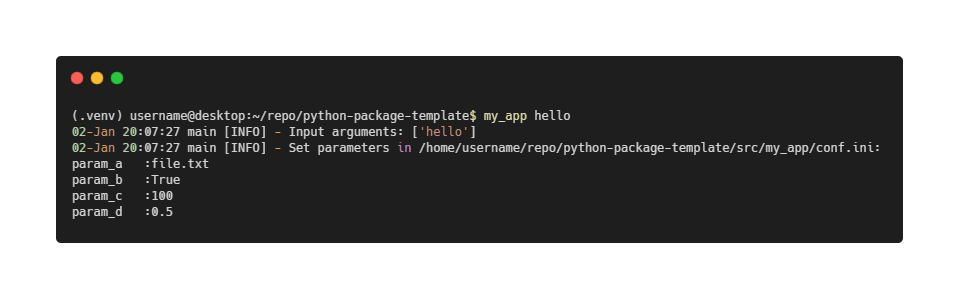 (.venv) username@desktop:~/repo/python-package-template$ my_app hello
02-Jan 20:07:27 main [INFO] - Input arguments: ['hello']
02-Jan 20:07:27 main [INFO] - Set parameters in /home/username/repo/python-package-template/src/my_app/conf.ini:
param_a   :file.txt
param_b   :True
param_c   :100
param_d   :0.5